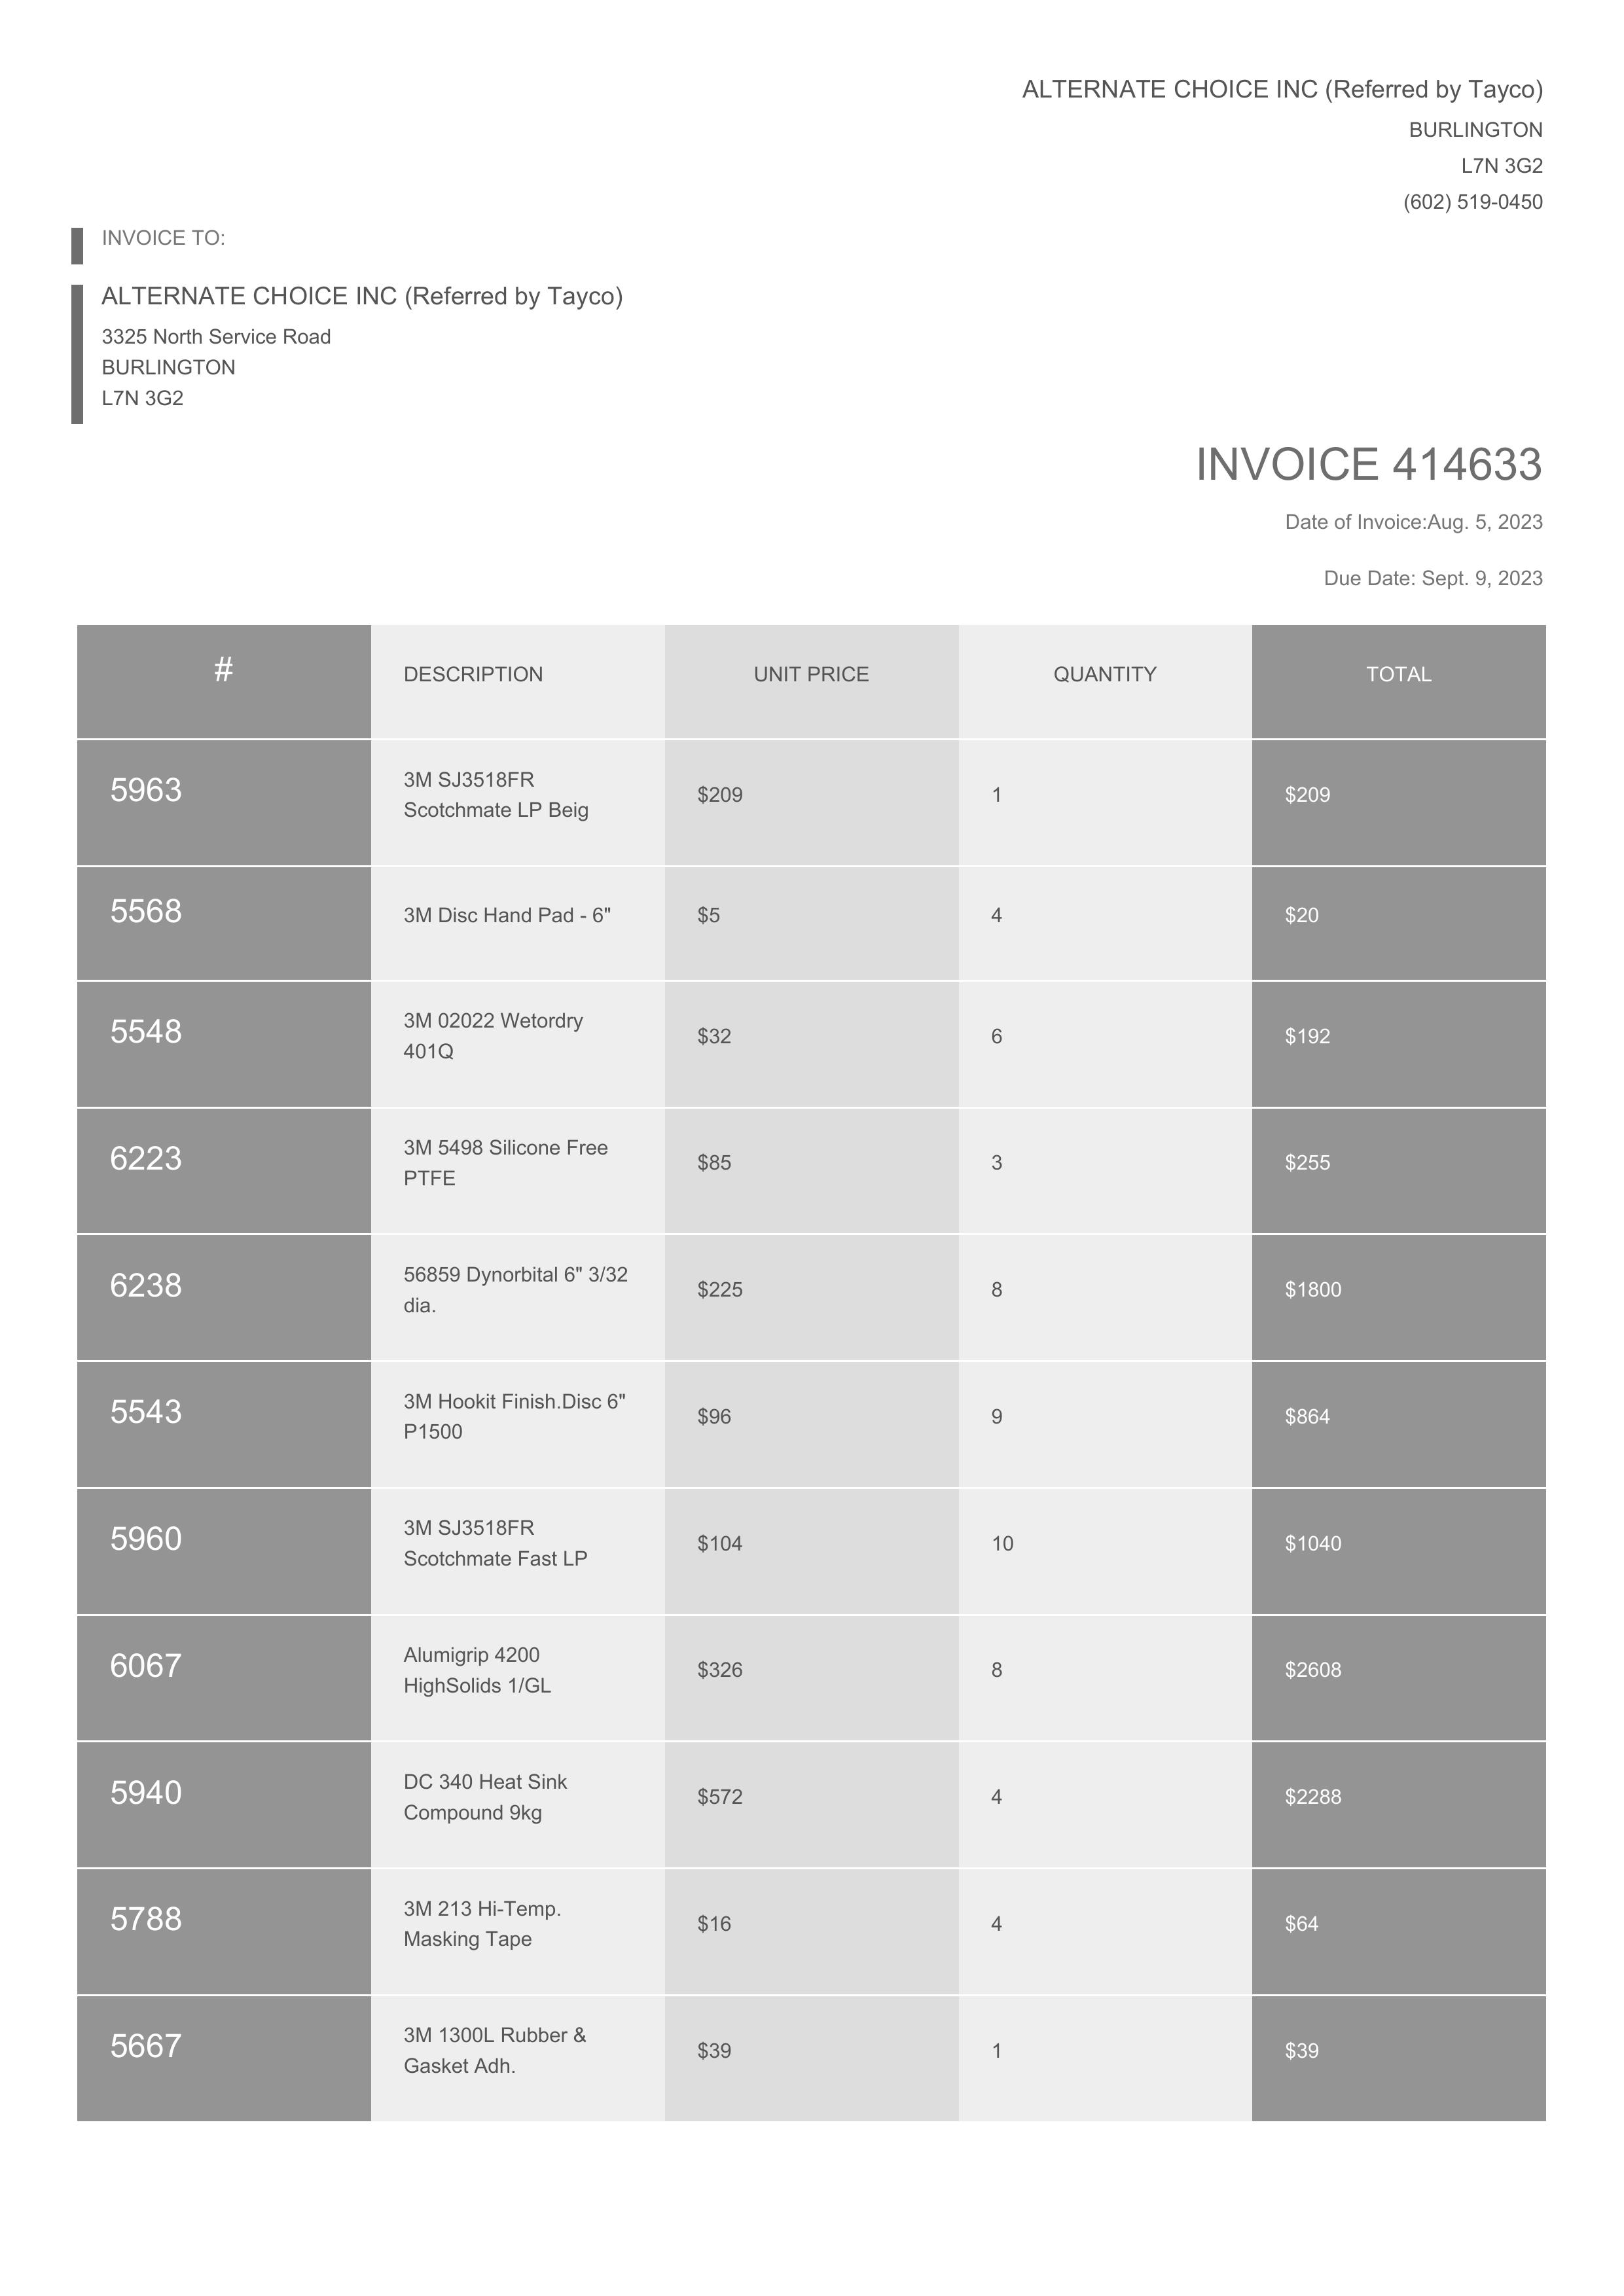 ALTERNATE CHOICE INC (Referred by Tayco)
BURLINGTON
L7N 3G2
(602) 519-0450
INVOICE TO:
ALTERNATE CHOICE INC (Referred by Tayco)
3325 North Service Road
BURLINGTON
L7N 3G2
INVOICE 414633
Date of Invoice:Aug. 5, 2023
Due Date: Sept. 9, 2023
# DESCRIPTION UNIT PRICE QUANTITY TOTAL
5963 3M SJ3518FR $209 1 $209
Scotchmate LP Beig
5568 3M Disc Hand Pad - 6" $5 4 $20
5548 3M 02022 Wetordry $32 6 $192
401Q
6223 3M 5498 Silicone Free $85 3 $255
PTFE
6238 56859 Dynorbital 6" 3/32 $225 8 $1800
dia.
5543 3M Hookit Finish.Disc 6" $96 9 $864
P1500
5960 3M SJ3518FR $104 10 $1040
Scotchmate Fast LP
6067 Alumigrip 4200 $326 8 $2608
HighSolids 1/GL
5940 DC 340 Heat Sink $572 4 $2288
Compound 9kg
5788 3M 213 Hi-Temp. $16 4 $64
Masking Tape
5667 3M 1300L Rubber & $39 1 $39
Gasket Adh.